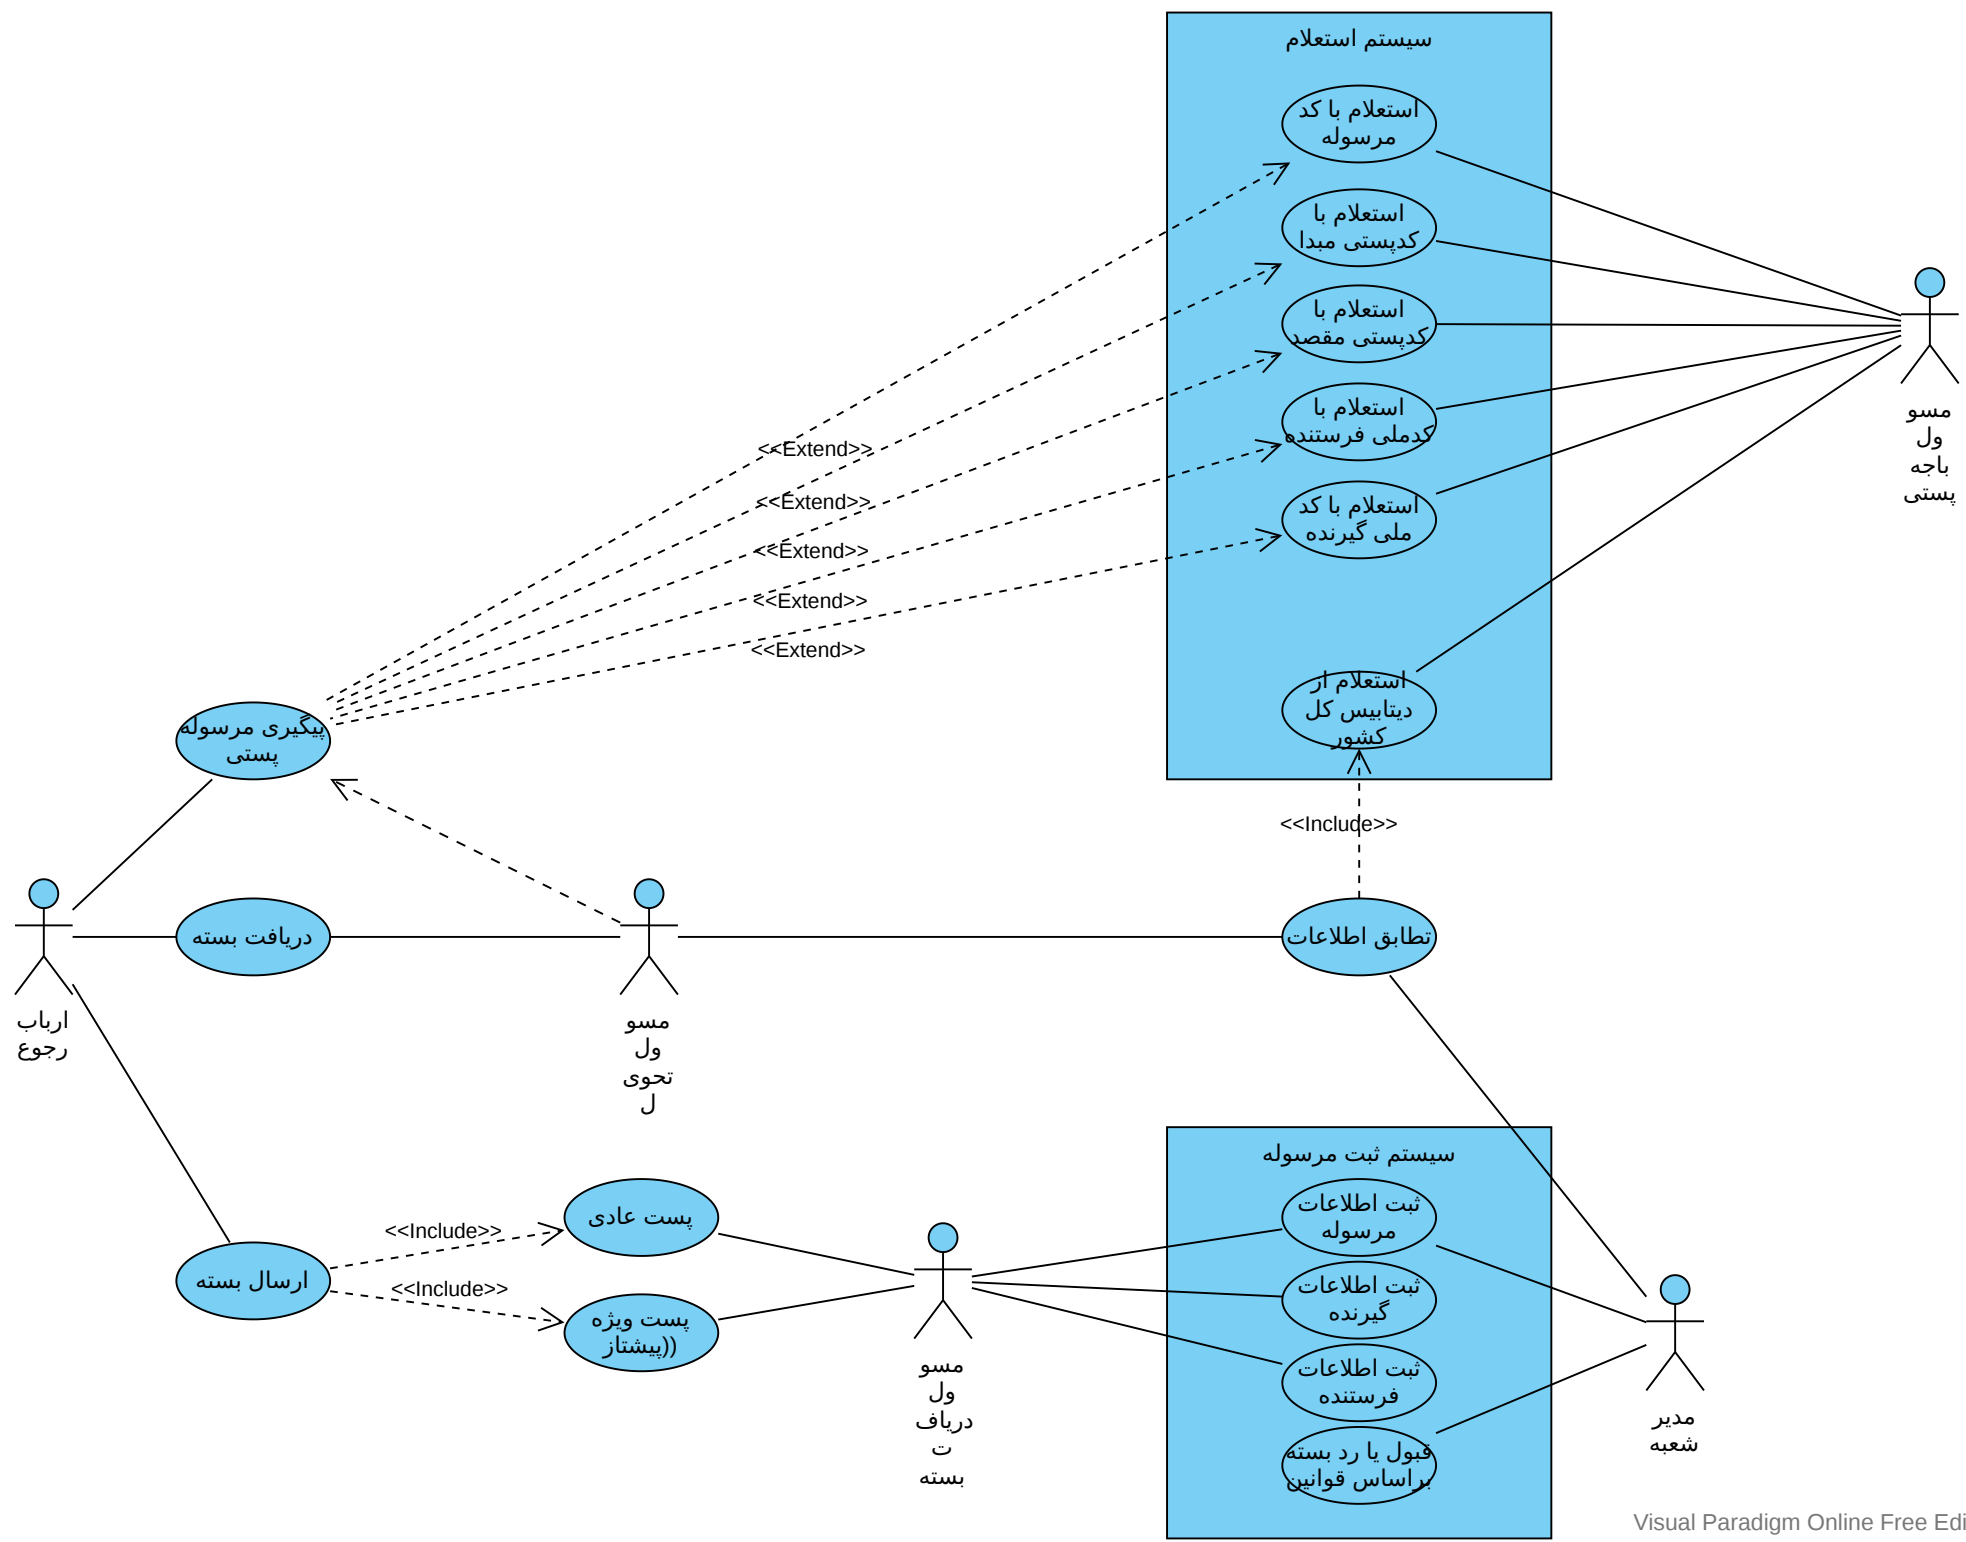 سیستم استعلام
استعلام با کد
مرسوله
استعلام با
کدپستی مبدا
استعلام با
کدپستی مقصد
استعلام با
کدملی فرستنده
استعلام با کد
ملی گیرنده
استعلام از
دیتابیس کل
کشور
مسو
ول
باجه
پستی
<<Extend>>
<<Extend>>
<<Extend>>
<<Extend>>
<<Extend>>
پیگیری مرسوله
پستی
<<Include>>
دریافت بسته
تطابق اطلاعات
ارباب
رجوع
مسو
ول
تحوی
ل
سیستم ثبت مرسوله
ثبت اطلاعات
مرسوله
ثبت اطلاعات
گیرنده
ثبت اطلاعات
فرستنده
قبول یا رد بسته
براساس قوانین
پست عادی
<<Include>>
ارسال بسته
<<Include>>
پست ویژه
پیشتاز))
مسو
ول
دریاف
ت
بسته
مدیر
شعبه
Visual Paradigm Online Free Edi